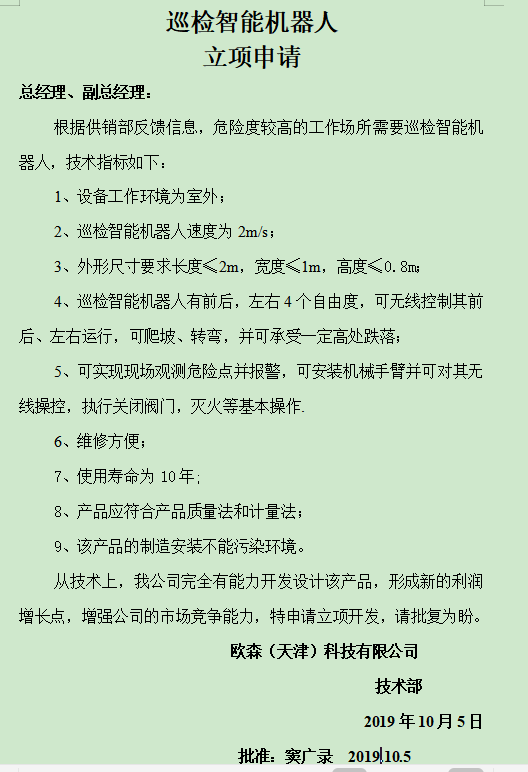 巡检智能机器人
立项申请
总经理、副总经理：
根据供销部反馈信息，危险度较高的工作场所需要巡检智能机
器人，技术指标如下：
1、设备工作环境为室外；
2、巡检智能机器人速度为 2m/s；
3、外形尺寸要求长度≤2m，宽度≤1m，高度≤0.8m；
4、巡检智能机器人有前后，左右 4 个自由度，可无线控制其前
后、左右运行，可爬坡、转弯，并可承受一定高处跌落；
5、可实现现场观测危险点并报警，可安装机械手臂并可对其无
线操控，执行关闭阀门，灭火等基本操作.
6、维修方便；
7、使用寿命为 10 年;
8、产品应符合产品质量法和计量法；
9、该产品的制造安装不能污染环境。
从技术上，我公司完全有能力开发设计该产品，形成新的利润
增长点，增强公司的市场竞争能力，特申请立项开发，请批复为盼。
欧森（天津）科技有限公司
技术部
2019 年 10 月 5 日
批准：窦广录 2019.10.5